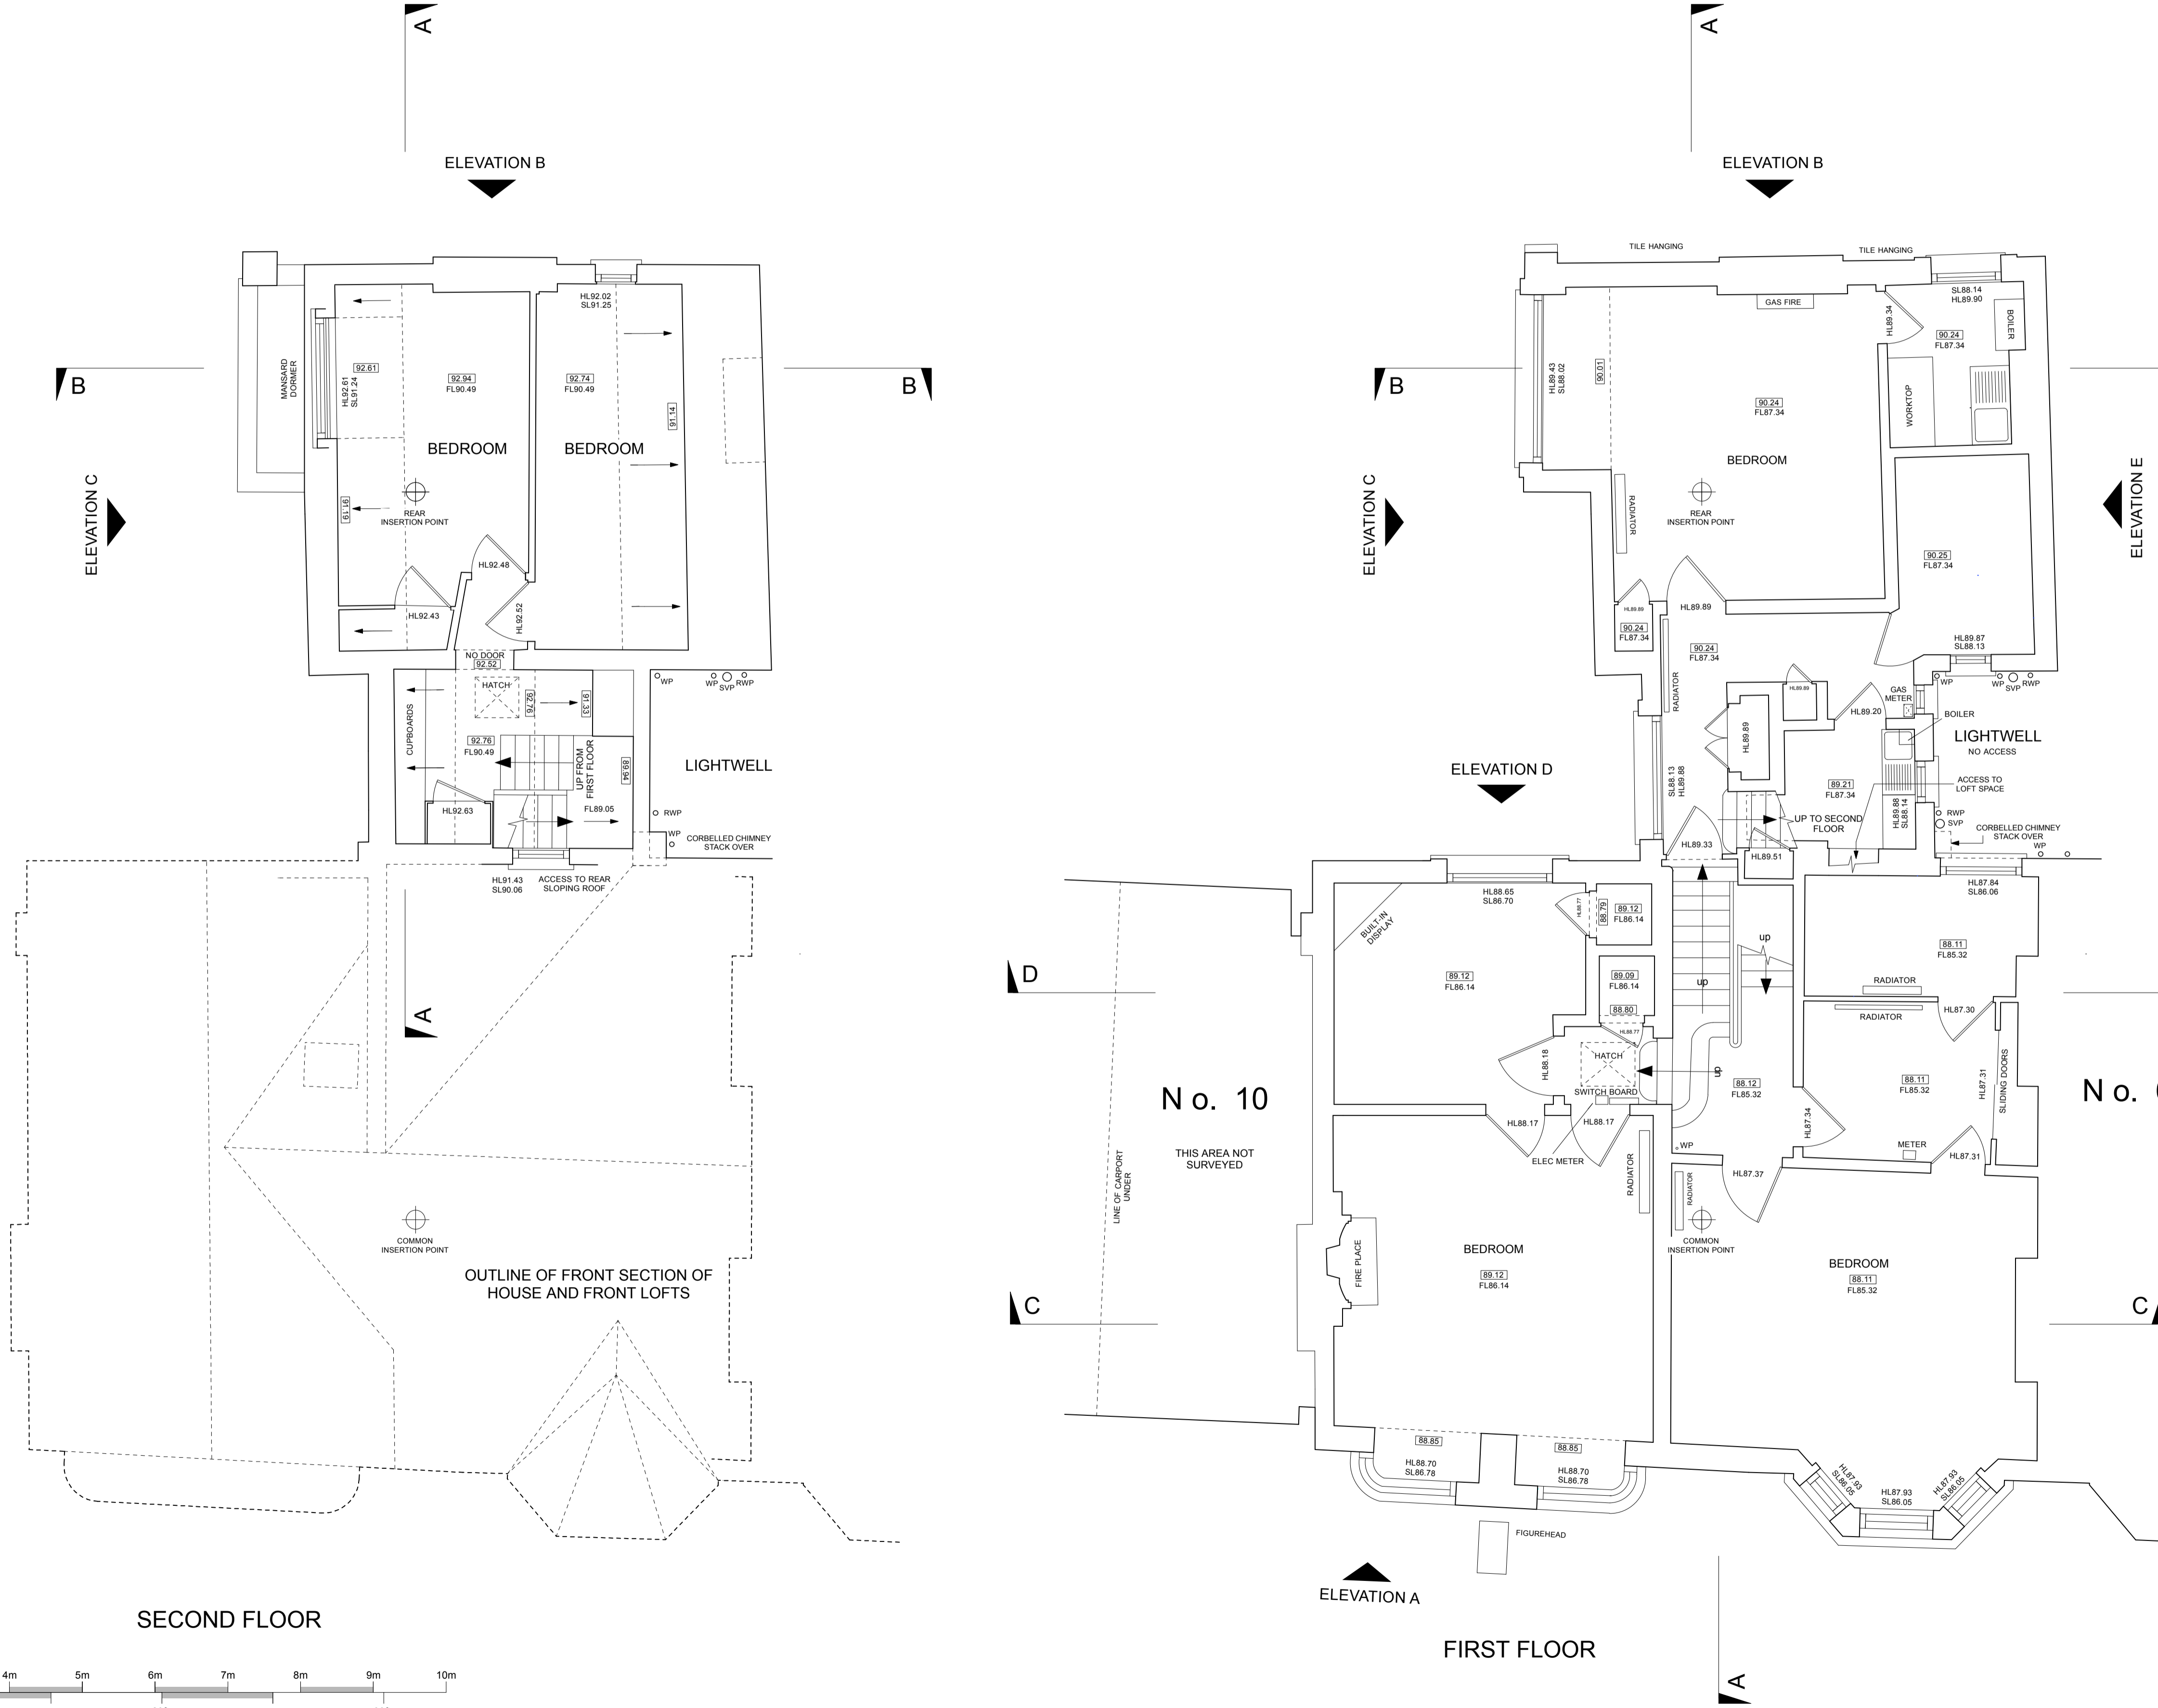 A
ELEVATION B
B
B
MANSARD
DORMER
ELEVATION C
HL92.02
SL91.25
92.61
HL92.61
SL91.24
92.94
FL90.49
92.74
FL90.49
91.14
BEDROOM
BEDROOM
91.19
REAR
INSERTION POINT
HL92.48
HL92.43
HL92.52
NO DOOR
92.52
HATCH
92.76
91.33
CUPBOARDS
92.76
FL90.49
UP FROM
FIRST FLOOR
89.94
FL89.05
HL92.63
WP
WP
SVP
RWP
LIGHTWELL
RWP
WP
CORBELLED CHIMNEY
STACK OVER
HL91.43
SL90.06
ACCESS TO REAR
SLOPING ROOF
A
COMMON
INSERTION POINT
OUTLINE OF FRONT SECTION OF
HOUSE AND FRONT LOFTS
SECOND FLOOR
4m
5m
6m
7m
8m
9m
10m
A
ELEVATION B
TILE HANGING
TILE HANGING
B
ELEVATION C
ELEVATION E
GAS FIRE
HL89.34
SL88.14
HL89.90
90.24
FL87.34
BOILER
WORKTOP
HL89.43
SL88.02
90.01
90.24
FL87.34
BEDROOM
RADIATOR
REAR
INSERTION POINT
90.25
FL87.34
HL89.89
90.24
FL87.34
HL89.89
HL89.87
SL88.13
90.24
FL87.34
RADIATOR
HL89.89
HL89.89
HL89.20
GAS
METER
WP
WP
SVP
RWP
BOILER
LIGHTWELL
NO ACCESS
SL88.13
HL89.88
89.21
FL87.34
HL89.88
SL88.14
ACCESS TO
LOFT SPACE
UP TO SECOND
FLOOR
RWP
SVP
CORBELLED CHIMNEY
STACK OVER
WP
ELEVATION D
HL89.33
HL89.51
HL88.65
SL86.70
BUILT-IN
DISPLAY
HL88.77
88.79
89.12
FL86.14
HL87.84
SL86.06
D
89.12
FL86.14
89.09
FL86.14
88.80
HL88.77
up
up
88.11
FL85.32
RADIATOR
RADIATOR
HL87.30
HL88.18
HATCH
up
SWITCH BOARD
88.12
FL85.32
88.11
FL85.32
HL87.31
SLIDING DOORS
No. 10
THIS AREA NOT
SURVEYED
LINE OF CARPORT
UNDER
HL88.17
HL88.17
ELEC METER
WP
HL87.34
METER
HL87.31
HL87.37
RADIATOR
RADIATOR
COMMON
INSERTION POINT
FIRE PLACE
BEDROOM
89.12
FL86.14
BEDROOM
88.11
FL85.32
C
C
No.
88.85
HL88.70
SL86.78
88.85
HL88.70
SL86.78
HL87.93
SL86.05
HL87.93
SL86.05
HL87.93
SL86.05
FIGUREHEAD
ELEVATION A
FIRST FLOOR
A